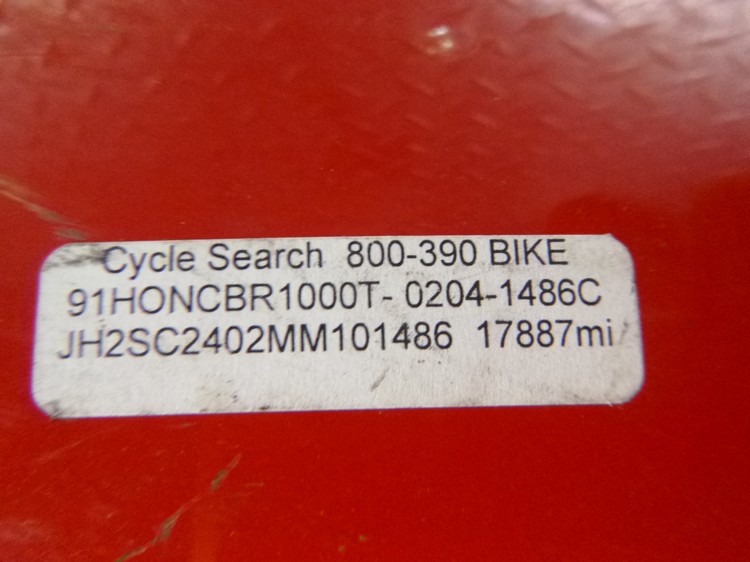 Cycle Search 800-390 BIKE
91HONCBR1000T- 0204-1486C
JH2SC2402MM101486 17887mi